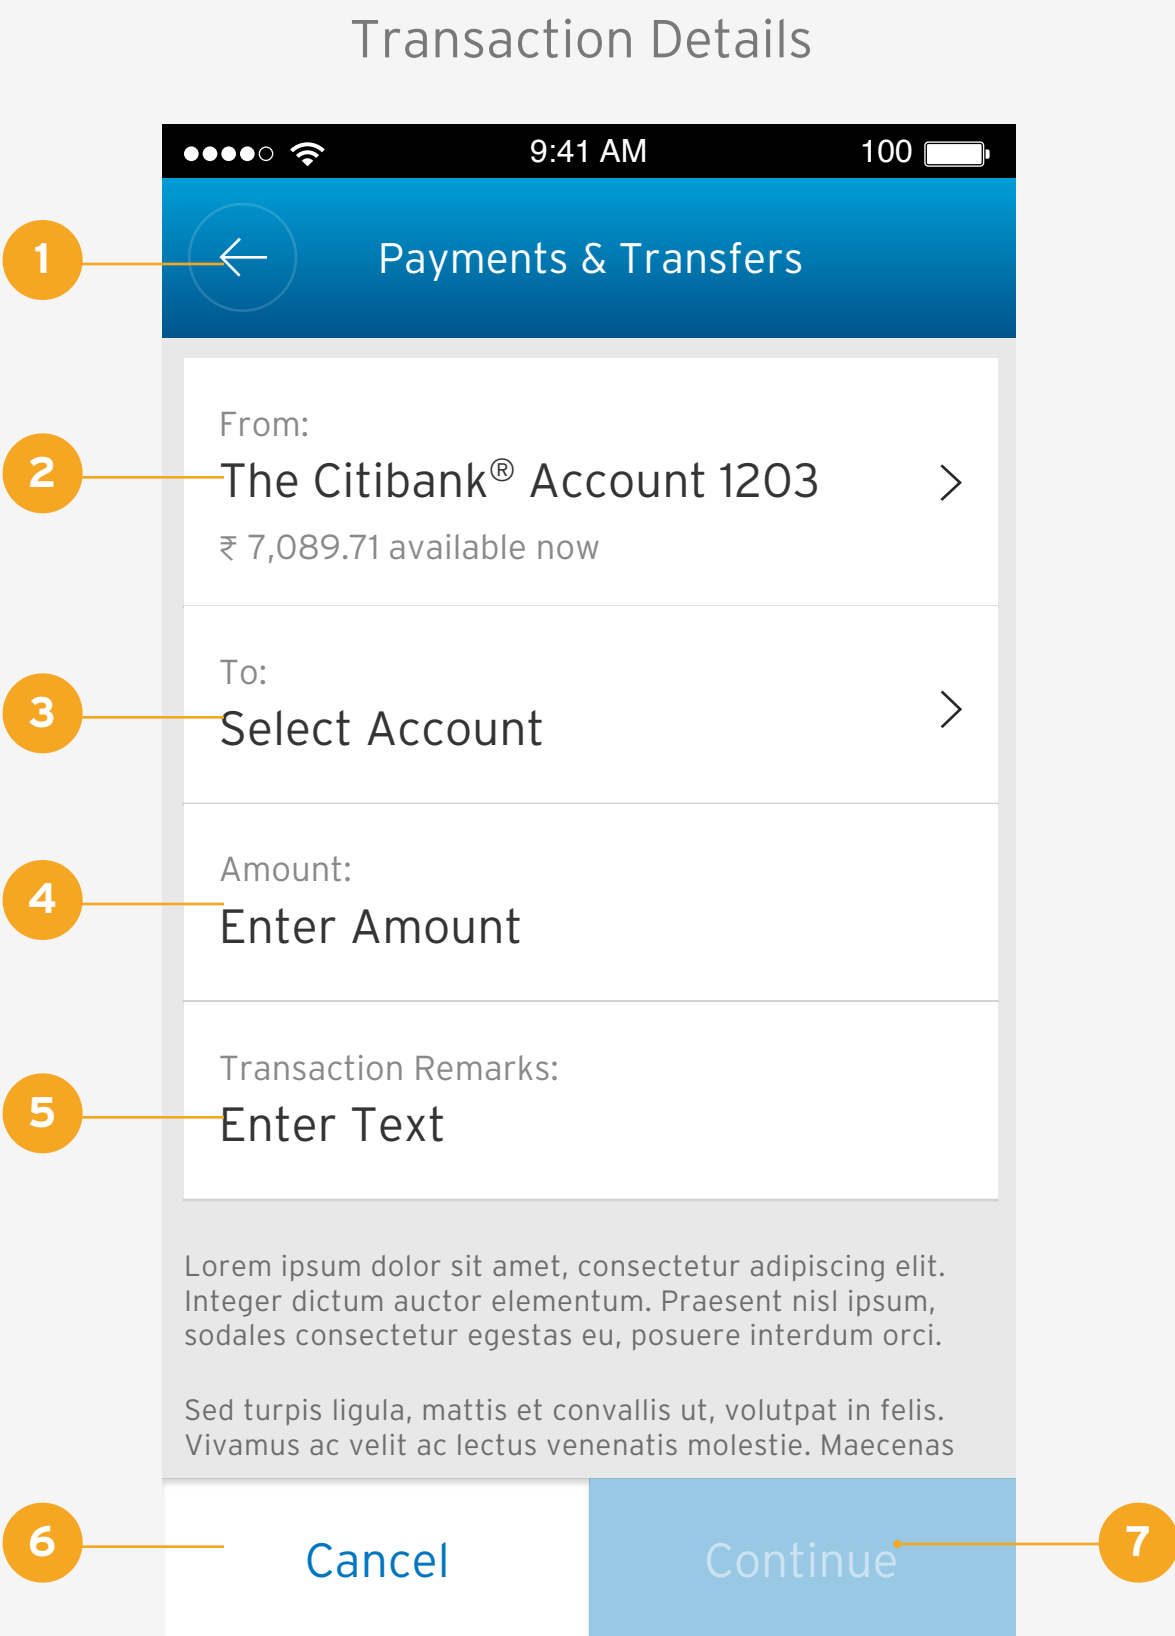 Transaction Details
9:41 AM
100
1
Payments & Transfers
From:
2
The Citibank® Account 1203
₹ 7,089.71 available now
To:
3
Select Account
Amount:
4
Enter Amount
Transaction Remarks:
5
Enter Text
Lorem ipsum dolor sit amet, consectetur adipiscing elit.
Integer dictum auctor elementum. Praesent nisl ipsum,
sodales consectetur egestas eu, posuere interdum orci.
Sed turpis ligula, mattis et convallis ut, volutpat in felis.
Vivamus ac velit ac lectus venenatis molestie. Maecenas
6
Cancel
Continue
7